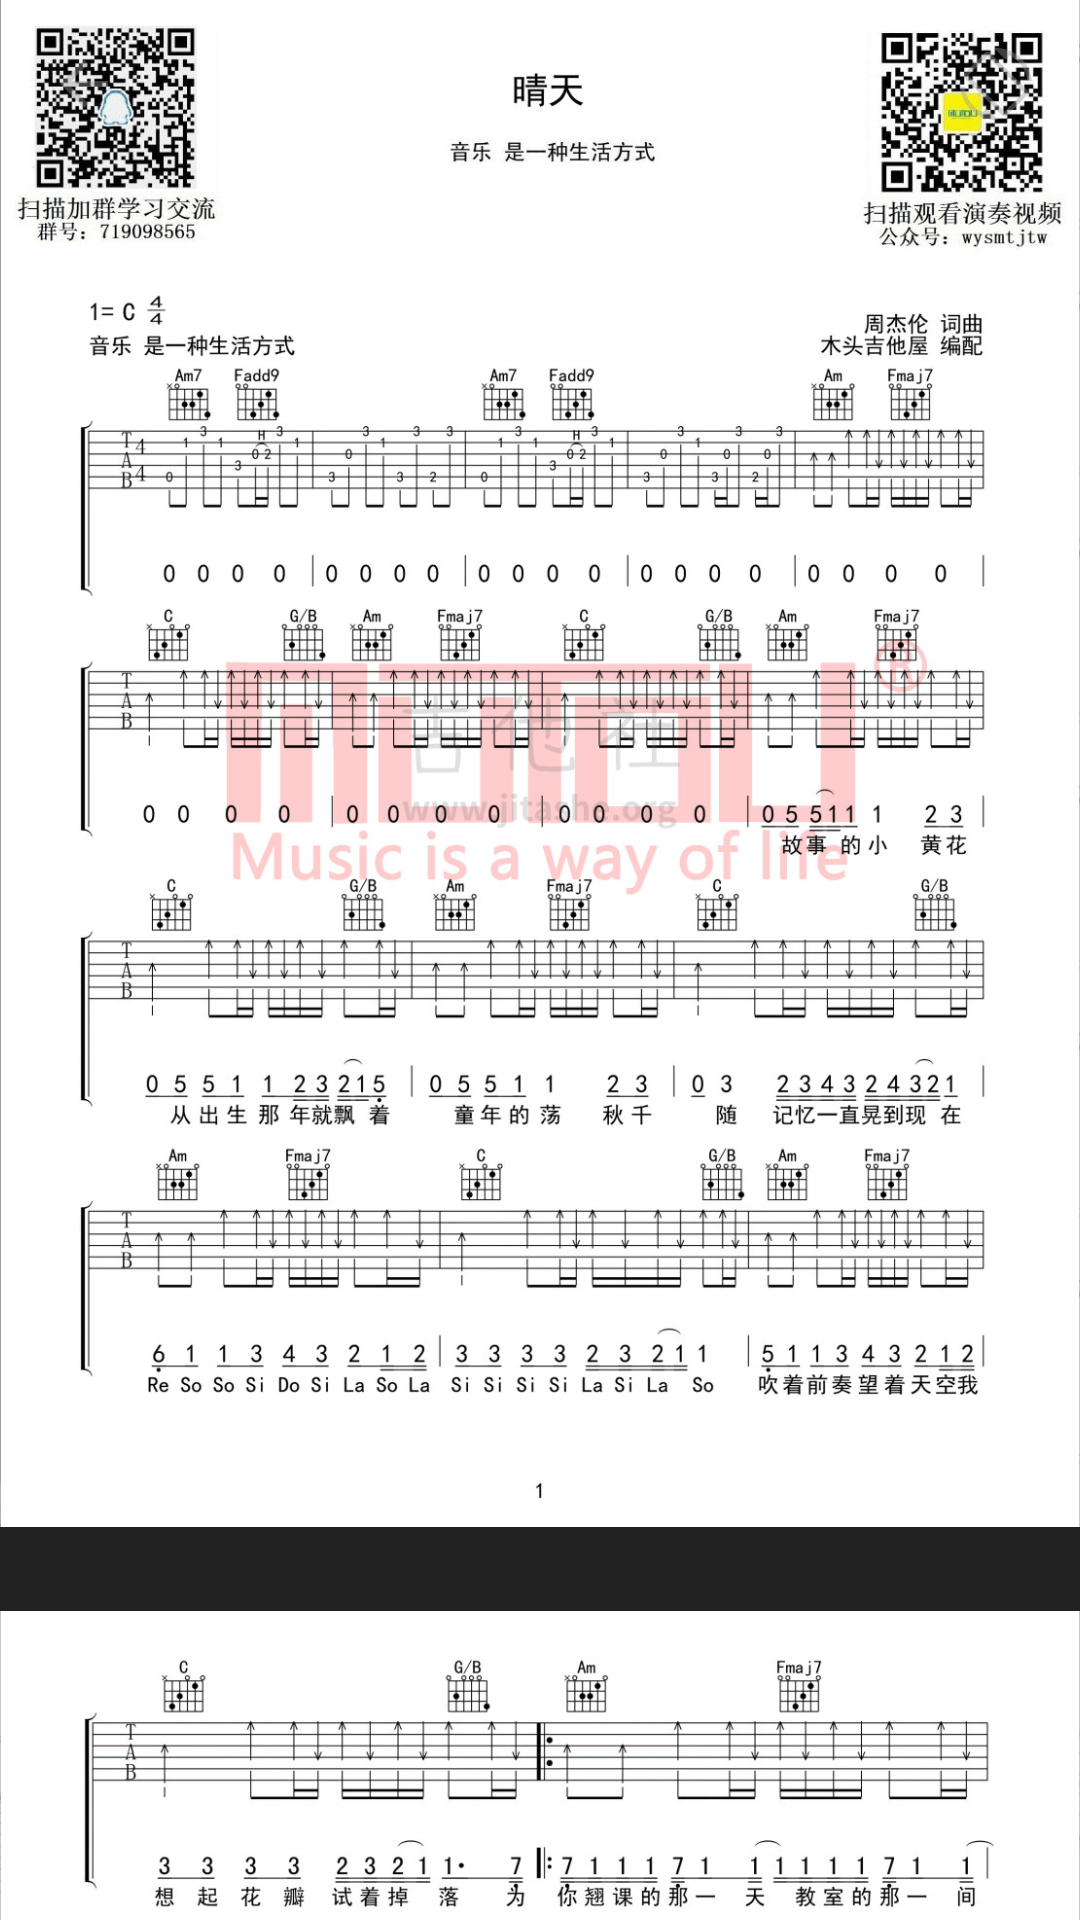 晴天
音乐 是一种生活方式
扫描加群学习交流
群号：719098565
扫描观看演奏视频
公众号：wysmtjtw
1= C 4/4
音乐 是一种生活方式
周杰伦 词曲
木头吉他屋 编配
Am7 Fadd9 Am7 Fadd9 Am Fmaj7
H H
T A B 4 4
0 0 0 0 | 0 0 0 0 | 0 0 0 0 | 0 0 0 0 | 0 0 0 0
C G/B Am Fmaj7 C G/B Am Fmaj7
T A B
MUTOU ®
吉他社
www.jitashe.org
Music is a way of life
0 0 0 0 | 0 0 0 0 | 0 0 0 0 | 0 5 5 1 1 1 2 3
故事 的小 黄花
C G/B Am Fmaj7 C G/B
T A B
0 5 5 1 1 2 3 2 1 5 | 0 5 5 1 1 2 3 | 0 3 2 3 4 3 2 4 3 2 1
从出生那年就飘着 童年的荡 秋千 随 记忆一直晃到现在
Am Fmaj7 C G/B Am Fmaj7
T A B
6 1 1 3 4 3 2 1 2 | 3 3 3 3 2 3 2 1 1 | 5 1 1 3 4 3 2 1 2
Re So So Si Do Si La So La Si Si Si Si La Si La So 吹着前奏望着天空我
1
C G/B Am Fmaj7
T A B
3 3 3 3 2 3 2 1 1· 7 |: 7 1 1 1 7 1 1 1 1 1 1 7 1 1
想起花瓣试着掉落 为 你翘课的那一天 教室的那一间